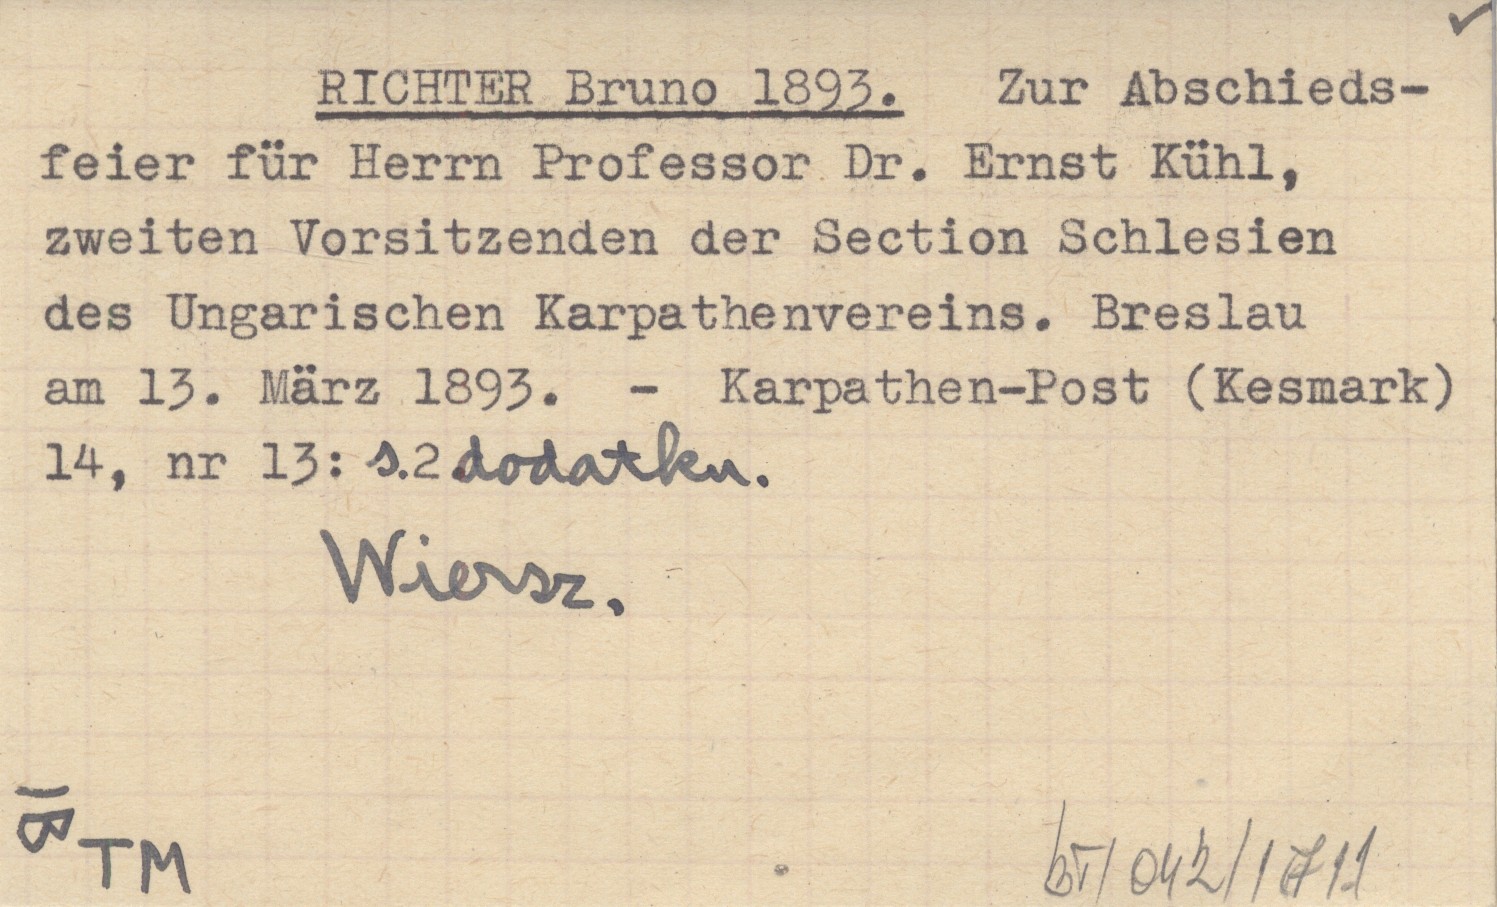 RICHTER Bruno 1893. Zur Abschieds-
feier für Herrn Professor Dr. Ernst Kühl,
zweiten Vorsitzenden der Section Schlesien
des Ungarischen Karpathenvereins. Breslau
am 13. März 1893. - Karpathen-Post (Kesmark)
14, nr 13: s.2 dodatku.
Wiersz.
IB
TM